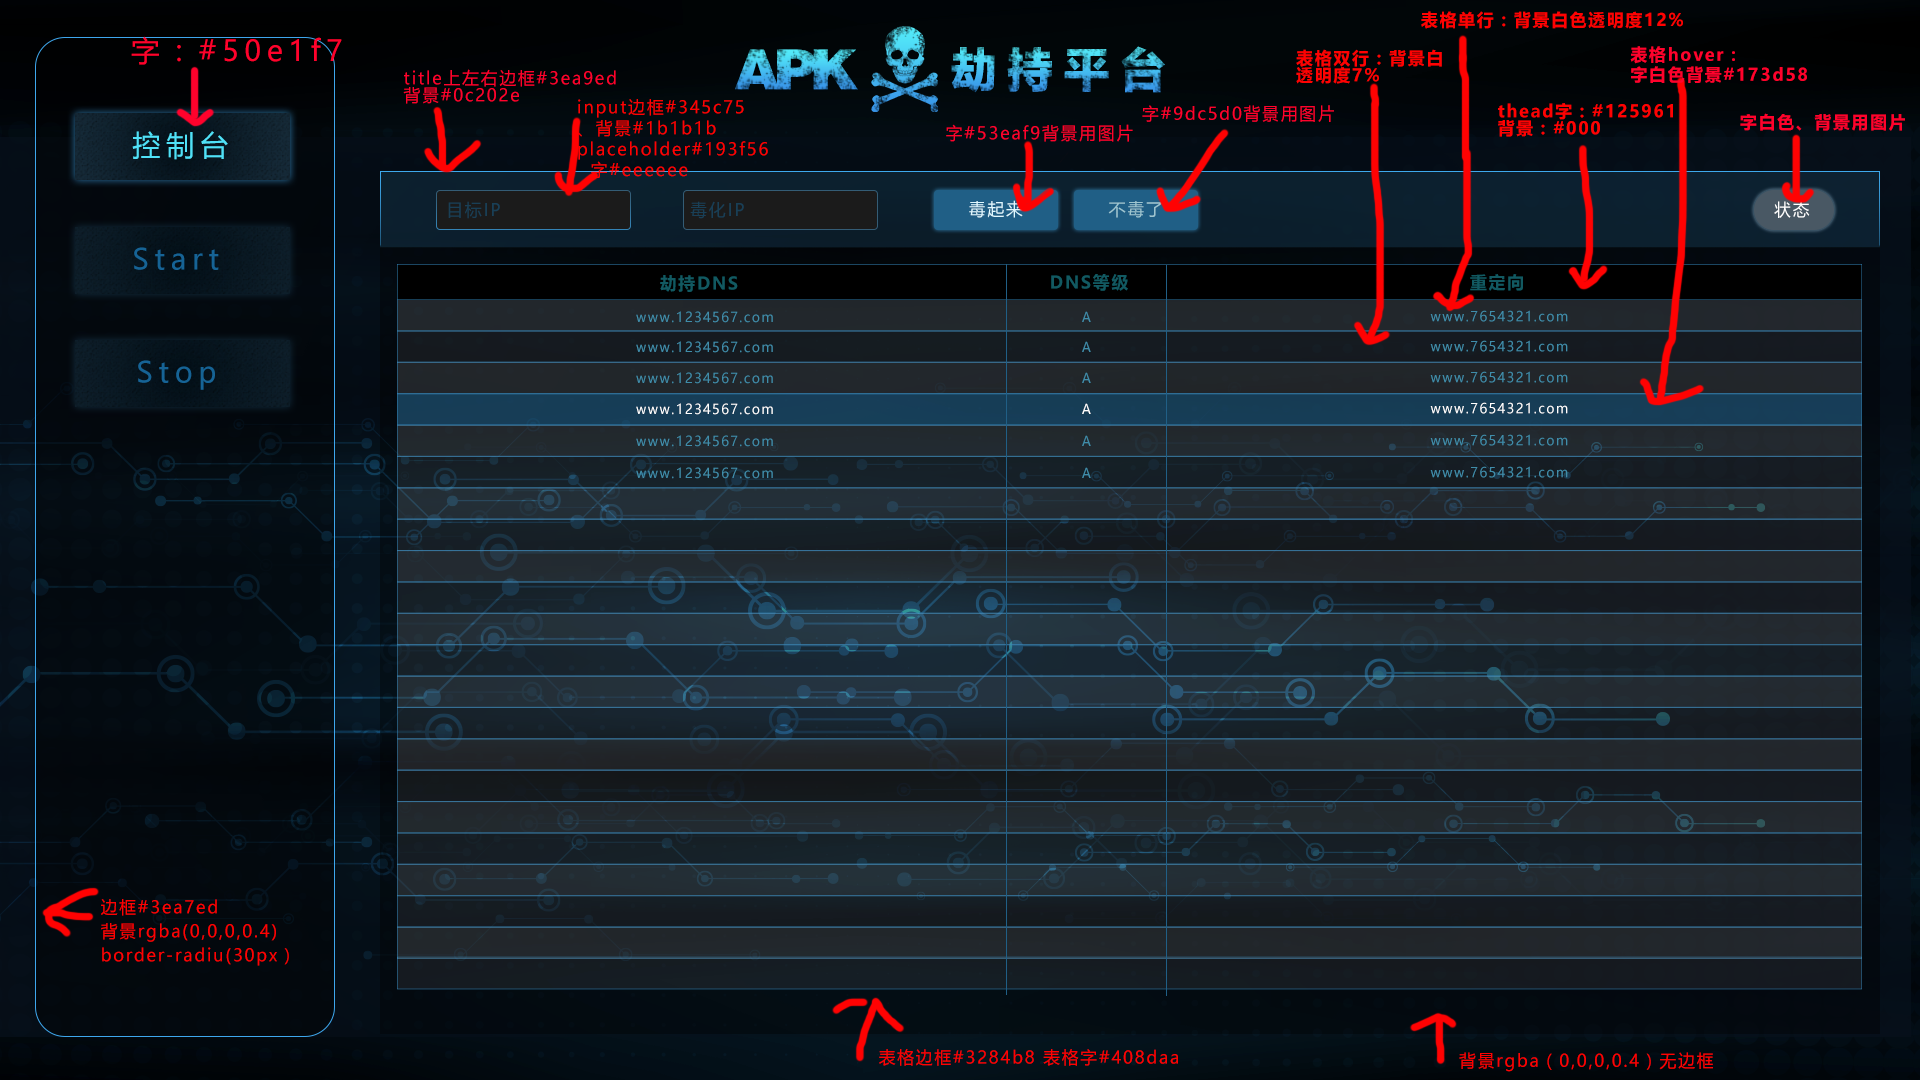 字：#50e1f7
控制台
Start
Stop
边框#3ea7ed
背景rgba(0,0,0,0.4)
border-radiu(30px）
APK 劫持平台
title上左右边框#3ea9ed
背景#0c202e
input边框#345c75
、背景#1b1b1b
placeholder#193f56
字#eeeeee
字#53eaf9背景用图片
字#9dc5d0背景用图片
表格双行：背景白
透明度7%
表格单行：背景白色透明度12%
表格hover：
字白色背景#173d58
thead字：#125961
背景：#000
字白色、背景用图片
目标IP
毒化IP
毒起来
不毒了
状态
劫持DNS DNS等级 重定向
www.1234567.com A www.7654321.com
www.1234567.com A www.7654321.com
www.1234567.com A www.7654321.com
www.1234567.com A www.7654321.com
www.1234567.com A www.7654321.com
www.1234567.com A www.7654321.com
表格边框#3284b8 表格字#408daa
背景rgba（0,0,0,0.4）无边框